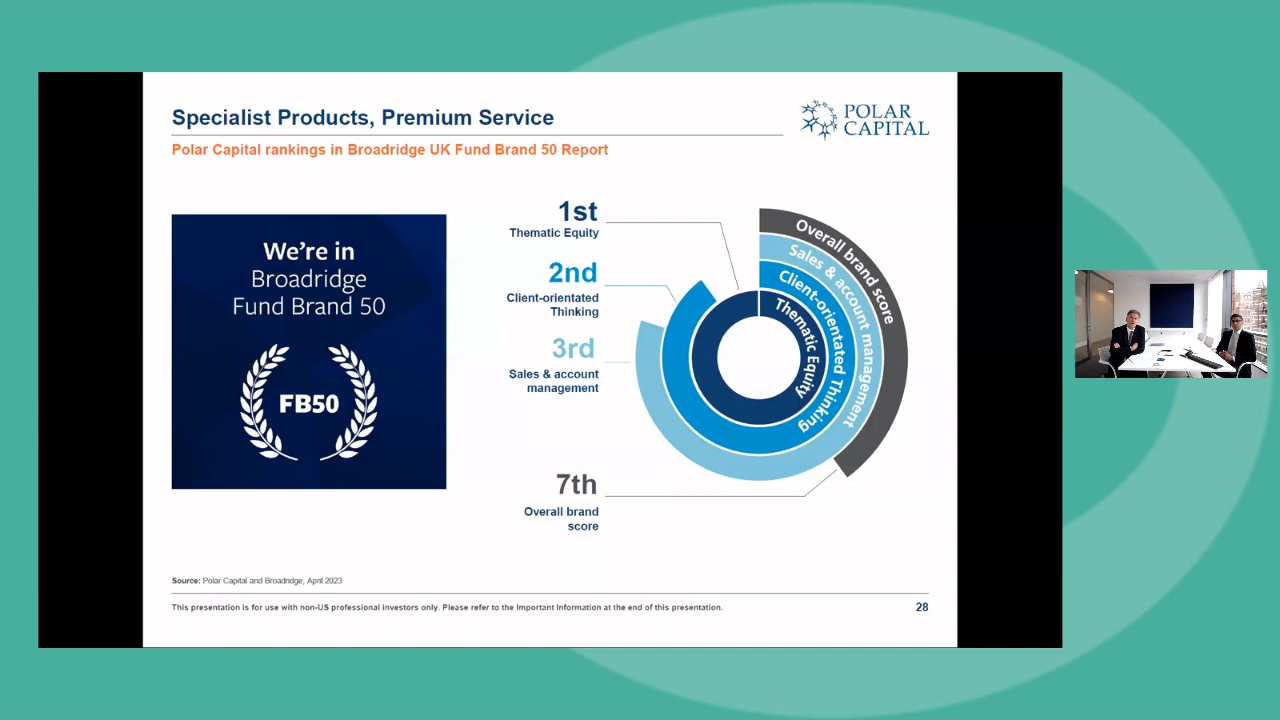 Specialist Products, Premium Service
POLAR
CAPITAL
Polar Capital rankings in Broadridge UK Fund Brand 50 Report
We're in
Broadridge
Fund Brand 50
FB50
1st
Thematic Equity
2nd
Client-orientated
Thinking
3rd
Sales & account
management
7th
Overall brand
score
Overall brand score
Sales & account management
Client-orientated Thinking
Thematic Equity
Source: Polar Capital and Broadridge, April 2023
This presentation is for use with non-US professional investors only. Please refer to the Important Information at the end of this presentation.
28